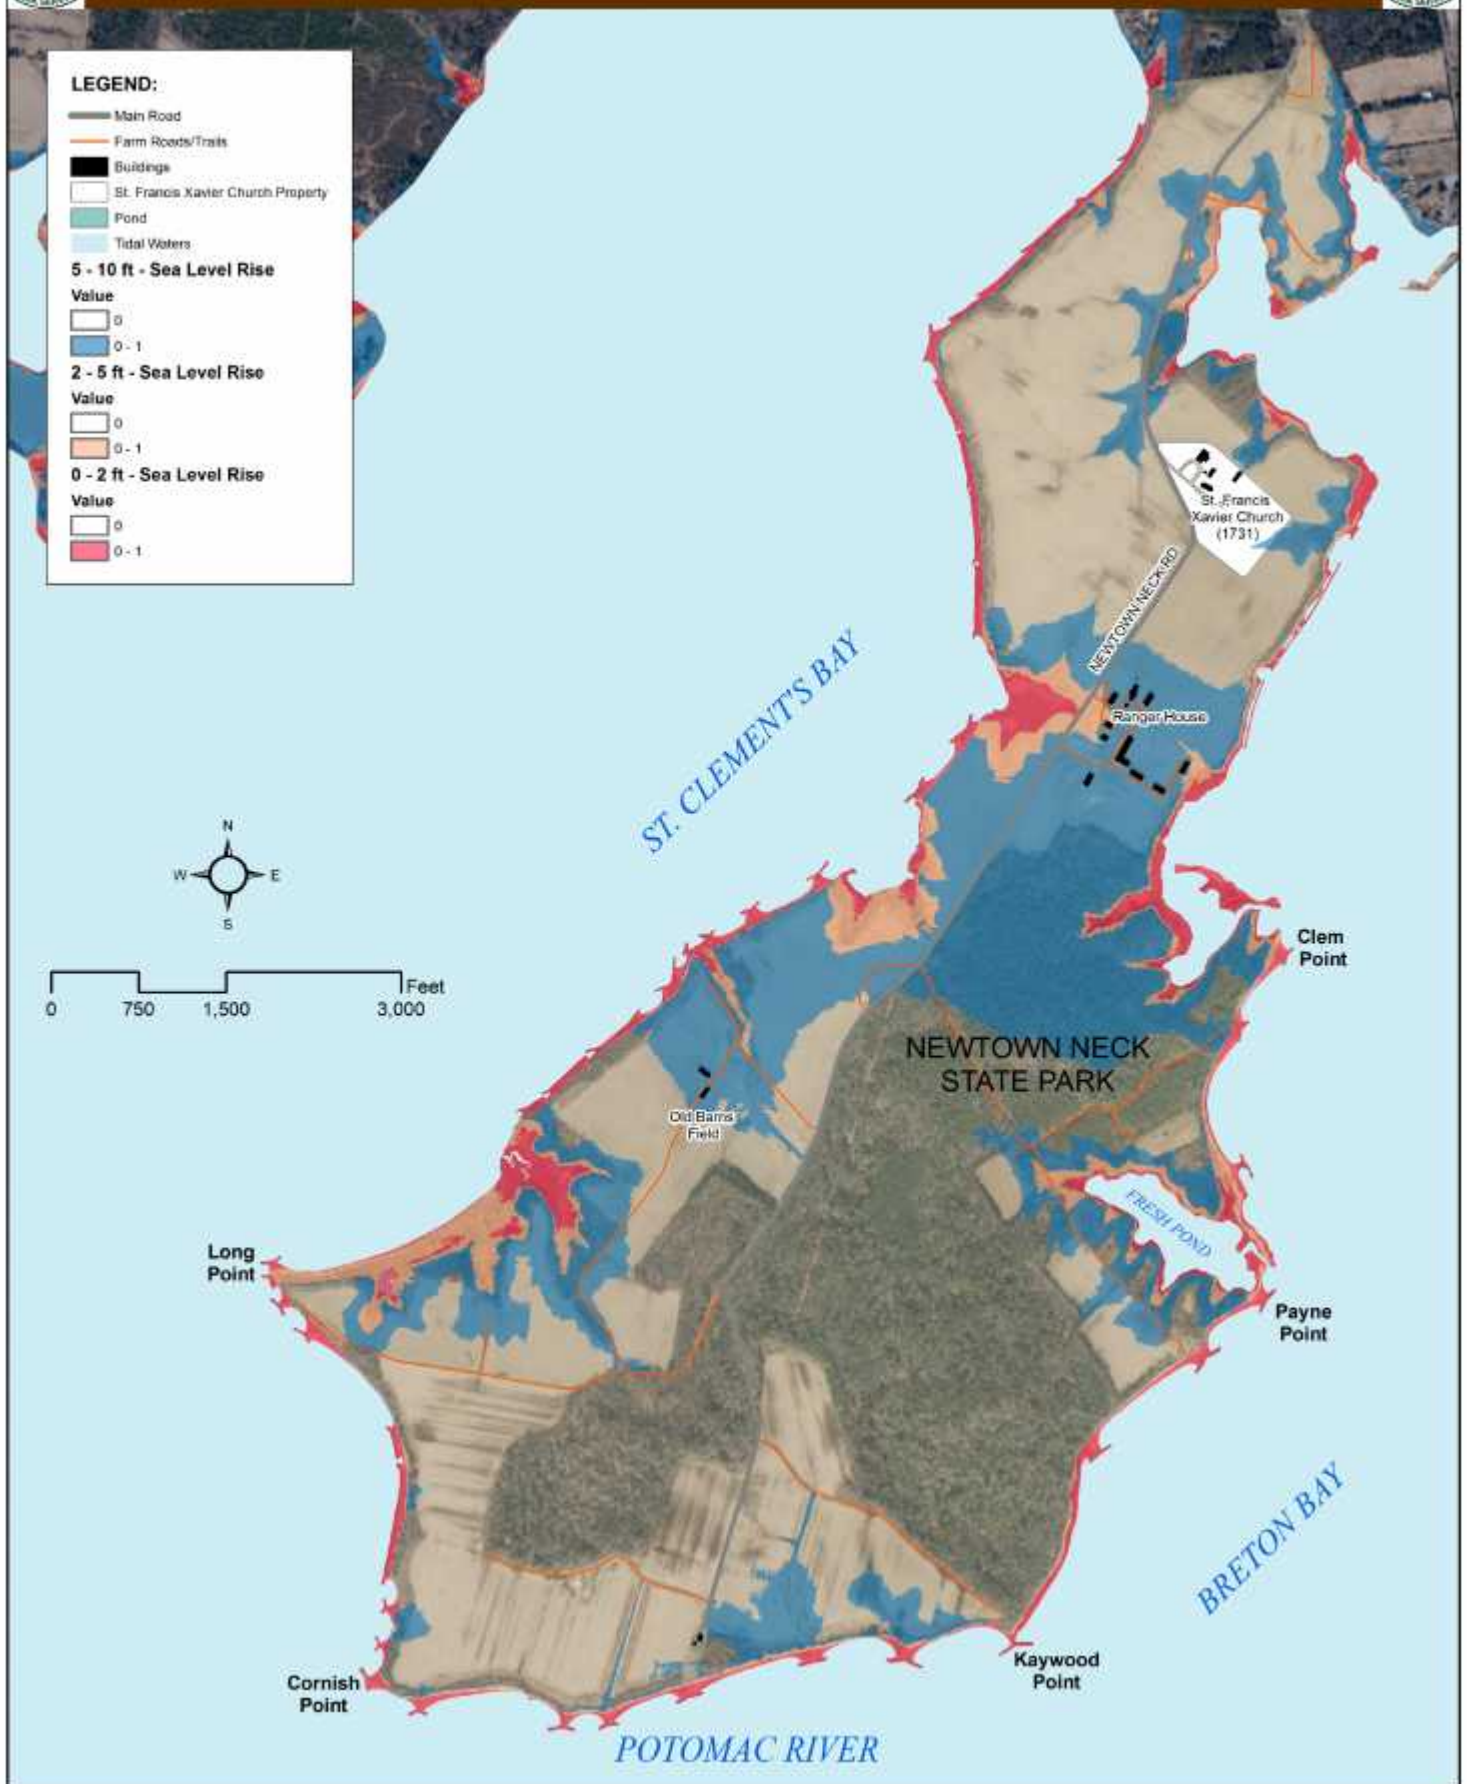 LEGEND:
Main Road
Farm Roads/Trails
Buildings
St. Francis Xavier Church Property
Pond
Tidal Waters
5 - 10 ft - Sea Level Rise
Value
0
0 - 1
2 - 5 ft - Sea Level Rise
Value
0
0 - 1
0 - 2 ft - Sea Level Rise
Value
0
0 - 1
St. Francis
Xavier Church
(1731)
NEWTOWN NECK RD
Ranger House
ST. CLEMENT'S BAY
N
W E
S
Feet
0 750 1,500 3,000
Clem
Point
NEWTOWN NECK
STATE PARK
Old Barns
Field
FRESH POND
Long
Point
Payne
Point
BRETON BAY
Kaywood
Point
Cornish
Point
POTOMAC RIVER